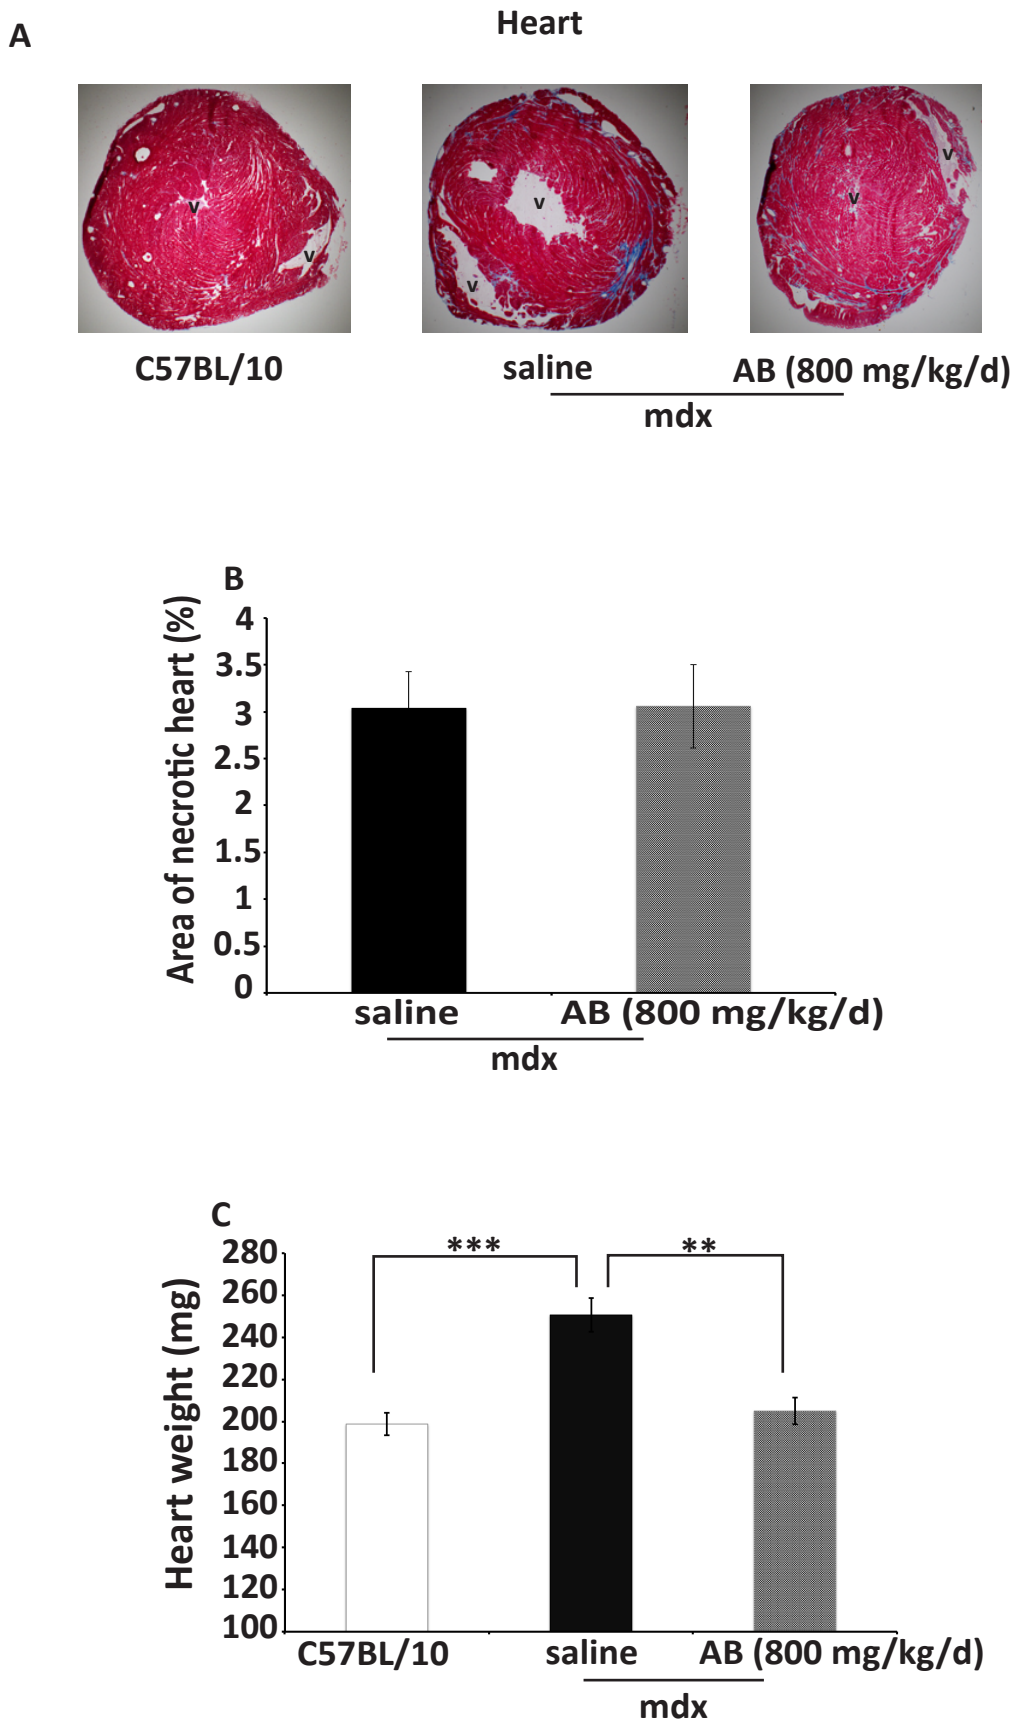 Heart
A
v
v
v
v
v
v
C57BL/10
saline
AB (800 mg/kg/d)
mdx
B
Area of necrotic heart (%)
4
3.5
3
2.5
2
1.5
1
0.5
0
saline
AB (800 mg/kg/d)
mdx
C
Heart weight (mg)
***
**
280
260
240
220
200
180
160
140
120
100
C57BL/10
saline
AB (800 mg/kg/d)
mdx